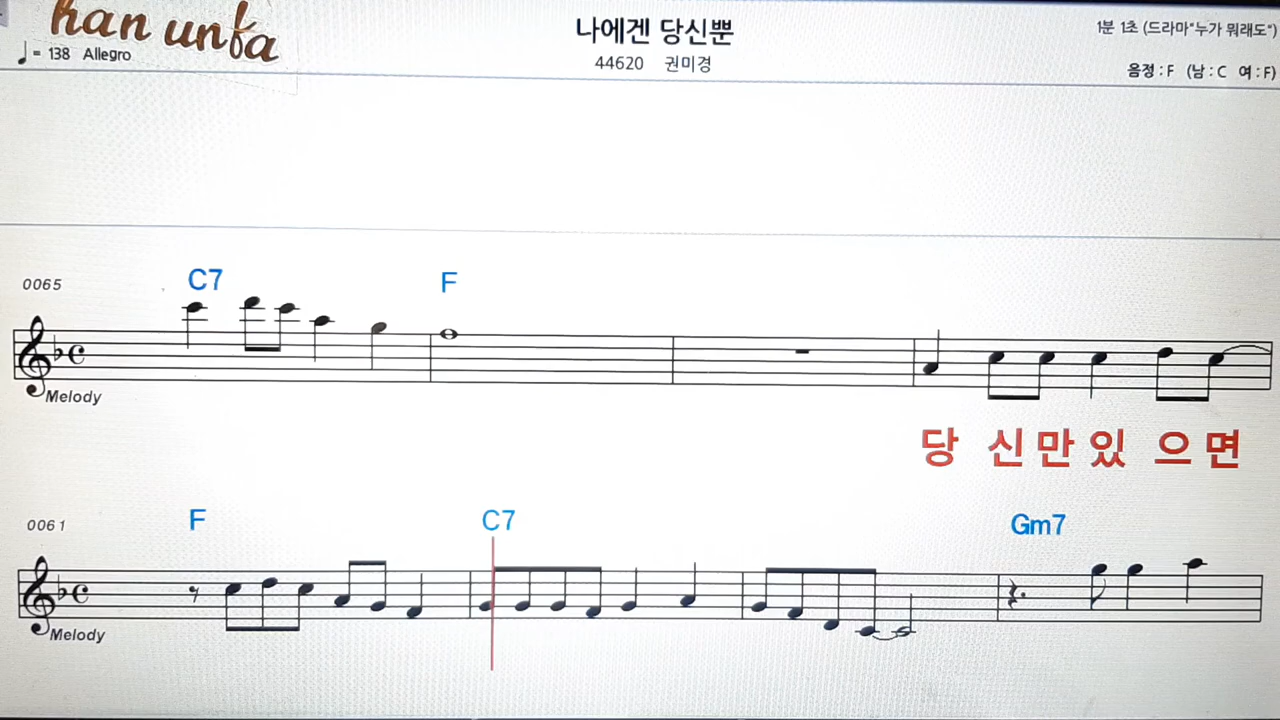 han unfa
♩ = 138 Allegro
나에겐 당신뿐
44620 권미경
1분 1초 (드라마"누가 뭐래도")
음정 : F (남 : C 여 : F)
0065
C7 F
Melody
당 신 만 있 으 면
0061
F C7 Gm7
Melody